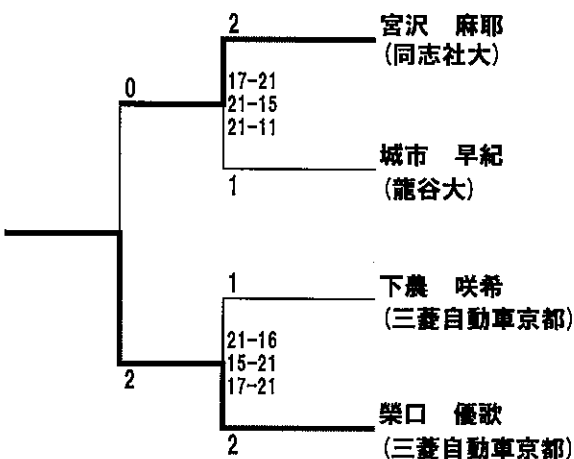 2
宮沢 麻耶
(同志社大)
0
17-21
21-15
21-11
城市 早紀
(龍谷大)
1
1
下農 咲希
(三菱自動車京都)
21-16
15-21
17-21
2
榮口 優歌
2
(三菱自動車京都)